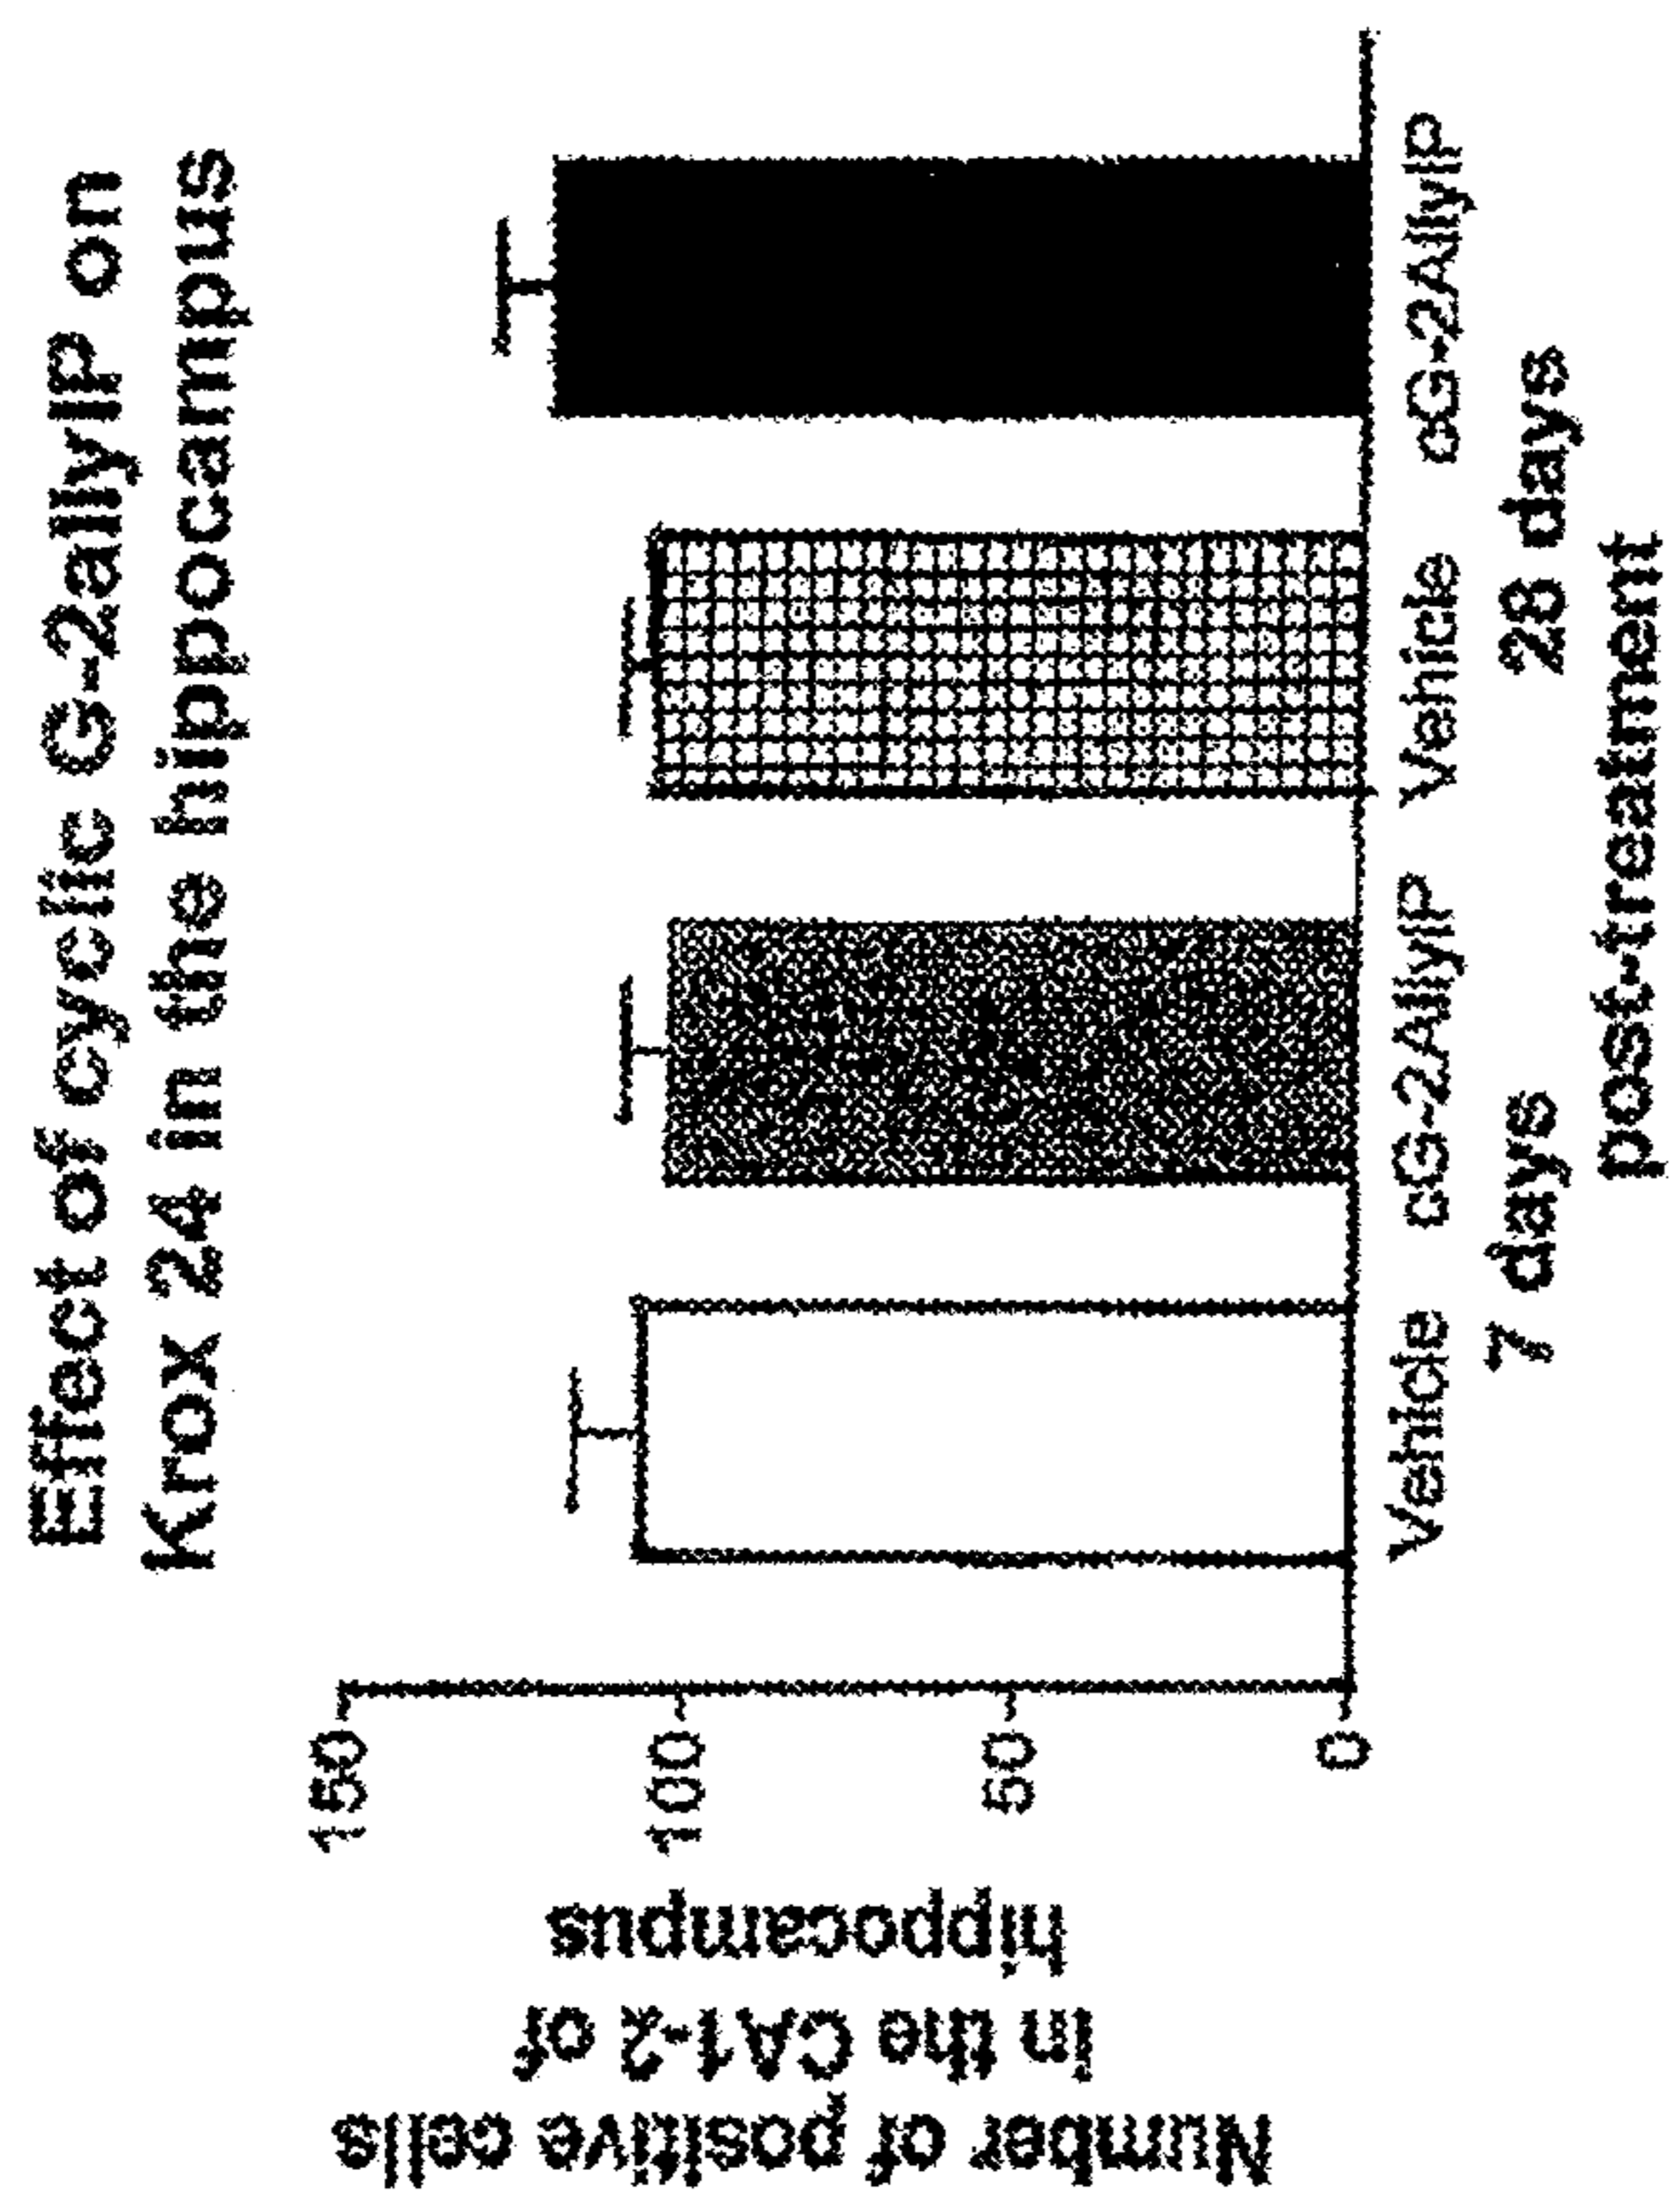 Effect of cyclic G-2allylP on
Krox 24 in the hippocampus
Number of positive cells
in the CA1-2 of
hippocampus
150
100
50
0
Vehicle cG-2AllylP Vehicle cG-2AllylP
7 days 28 days
post-treatment